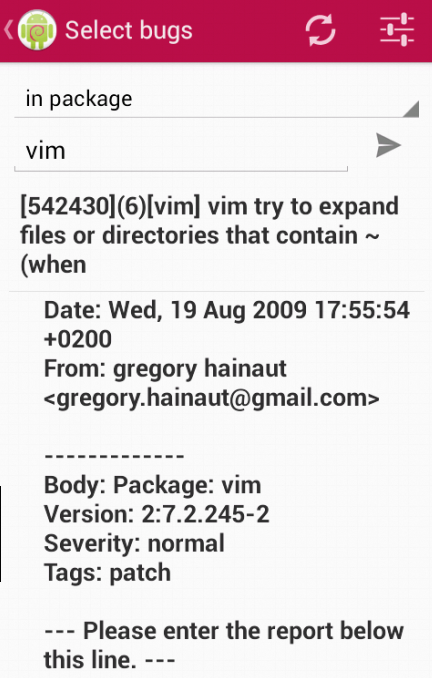 Select bugs
in package
vim
[542430](6)[vim] vim try to expand
files or directories that contain ~
(when
Date: Wed, 19 Aug 2009 17:55:54
+0200
From: gregory hainaut
<gregory.hainaut@gmail.com>
-------------
Body: Package: vim
Version: 2:7.2.245-2
Severity: normal
Tags: patch
--- Please enter the report below
this line. ---